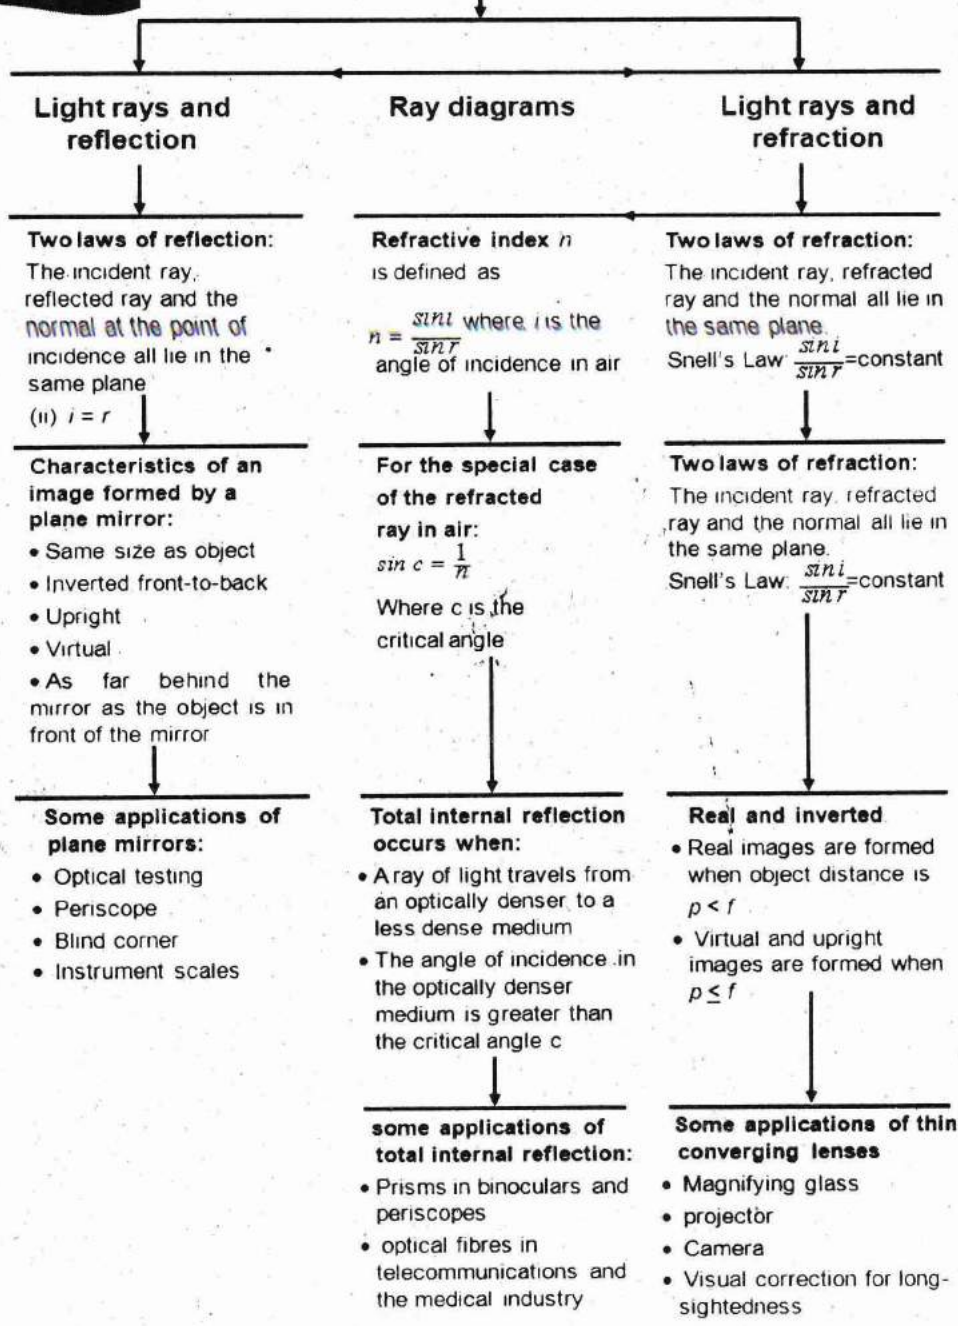 Light rays and
reflection
Ray diagrams
Light rays and
refraction
Two laws of reflection:
The incident ray,
reflected ray and the
normal at the point of
incidence all lie in the
same plane
(ii) i = r
Characteristics of an
image formed by a
plane mirror:
• Same size as object
• Inverted front-to-back
• Upright
• Virtual
• As far behind the
mirror as the object is in
front of the mirror
Some applications of
plane mirrors:
• Optical testing
• Periscope
• Blind corner
• Instrument scales
Refractive index n
is defined as
n = sin i / sin r where i is the
angle of incidence in air
For the special case
of the refracted
ray in air:
sin c = 1/n
Where c is the
critical angle
Total internal reflection
occurs when:
• A ray of light travels from
an optically denser to a
less dense medium
• The angle of incidence in
the optically denser
medium is greater than
the critical angle c
some applications of
total internal reflection:
• Prisms in binoculars and
periscopes
• optical fibres in
telecommunications and
the medical industry
Two laws of refraction:
The incident ray, refracted
ray and the normal all lie in
the same plane.
Snell's Law: sin i / sin r =constant
Two laws of refraction:
The incident ray, refracted
ray and the normal all lie in
the same plane.
Snell's Law: sin i / sin r =constant
Real and inverted
• Real images are formed
when object distance is
p < f
• Virtual and upright
images are formed when
p ≤ f
Some applications of thin
converging lenses
• Magnifying glass
• projector
• Camera
• Visual correction for long-
sightedness